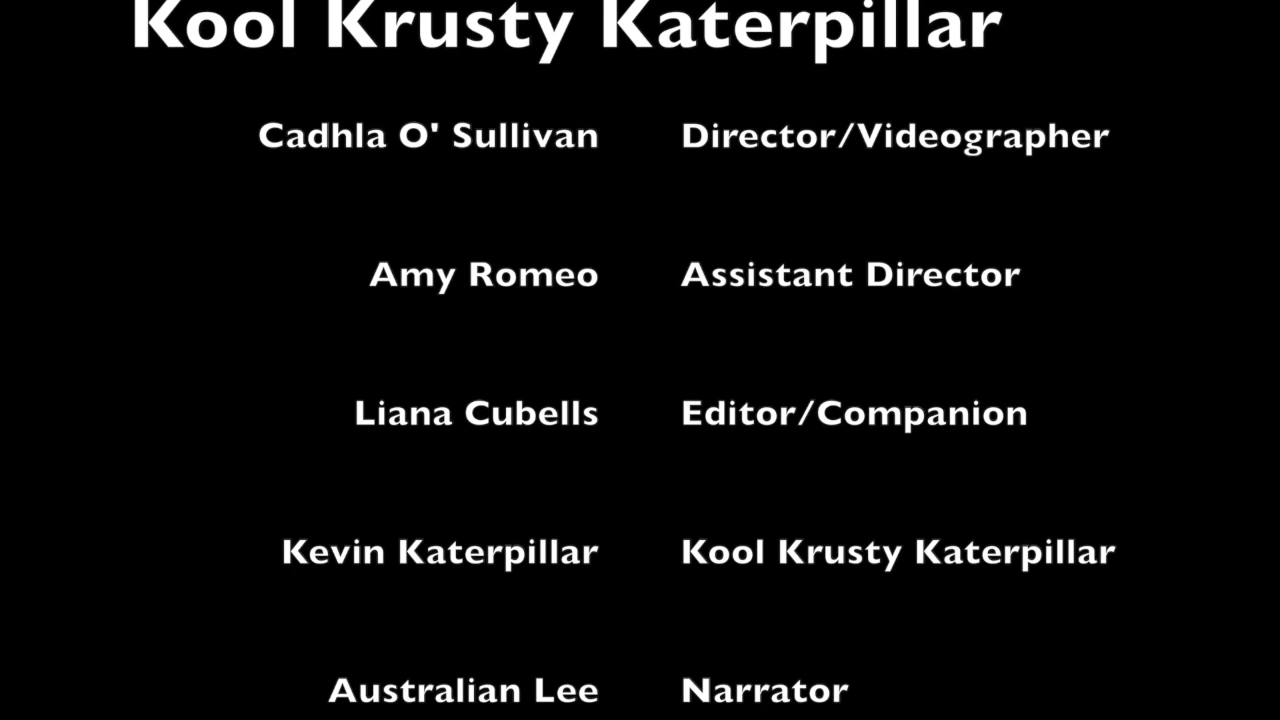 Kool Krusty Katerpillar
Cadhla O' Sullivan Director/Videographer
Amy Romeo Assistant Director
Liana Cubells Editor/Companion
Kevin Katerpillar Kool Krusty Katerpillar
Australian Lee Narrator